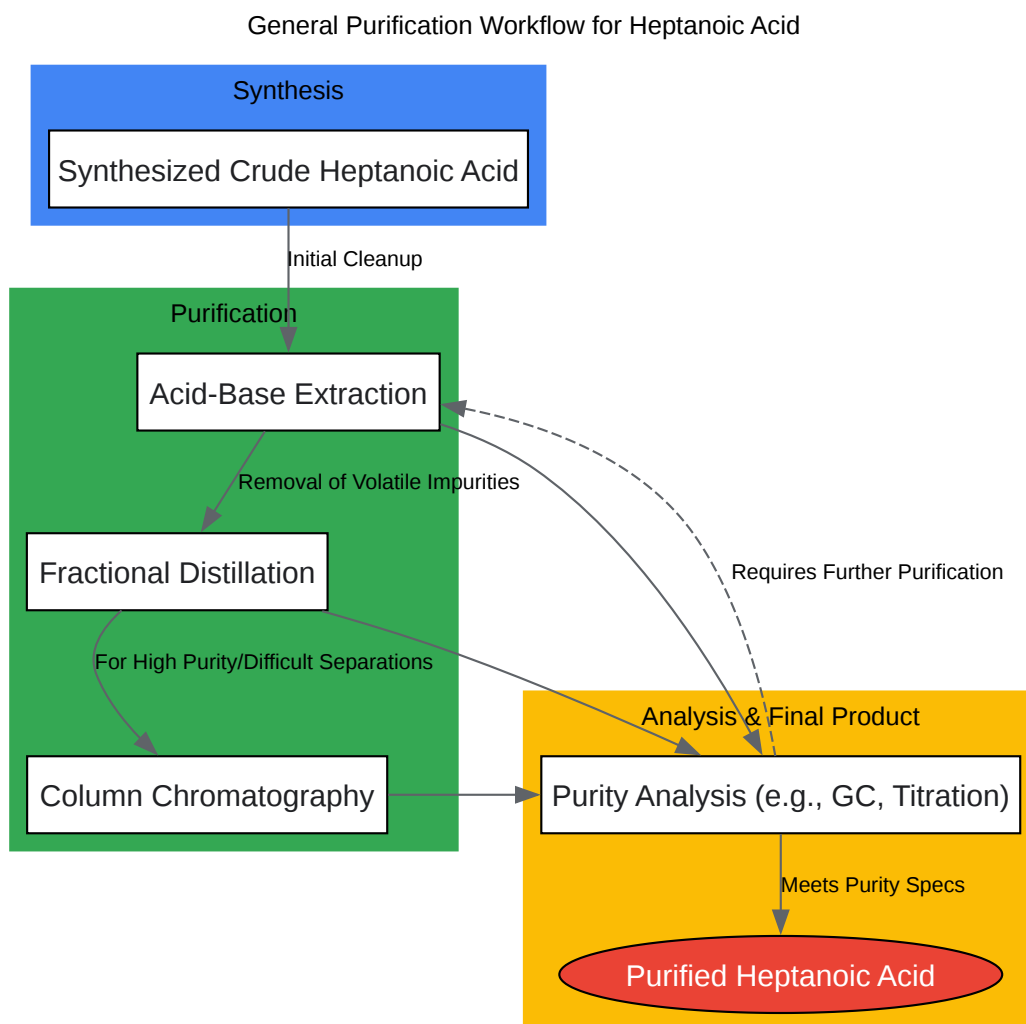 General Purification Workflow for Heptanoic Acid
Synthesis
Synthesized Crude Heptanoic Acid
Initial Cleanup
Purification
Acid-Base Extraction
Removal of Volatile Impurities
Fractional Distillation
Requires Further Purification
For High Purity/Difficult Separations
Analysis & Final Product
Column Chromatography
Purity Analysis (e.g., GC, Titration)
Meets Purity Specs
Purified Heptanoic Acid